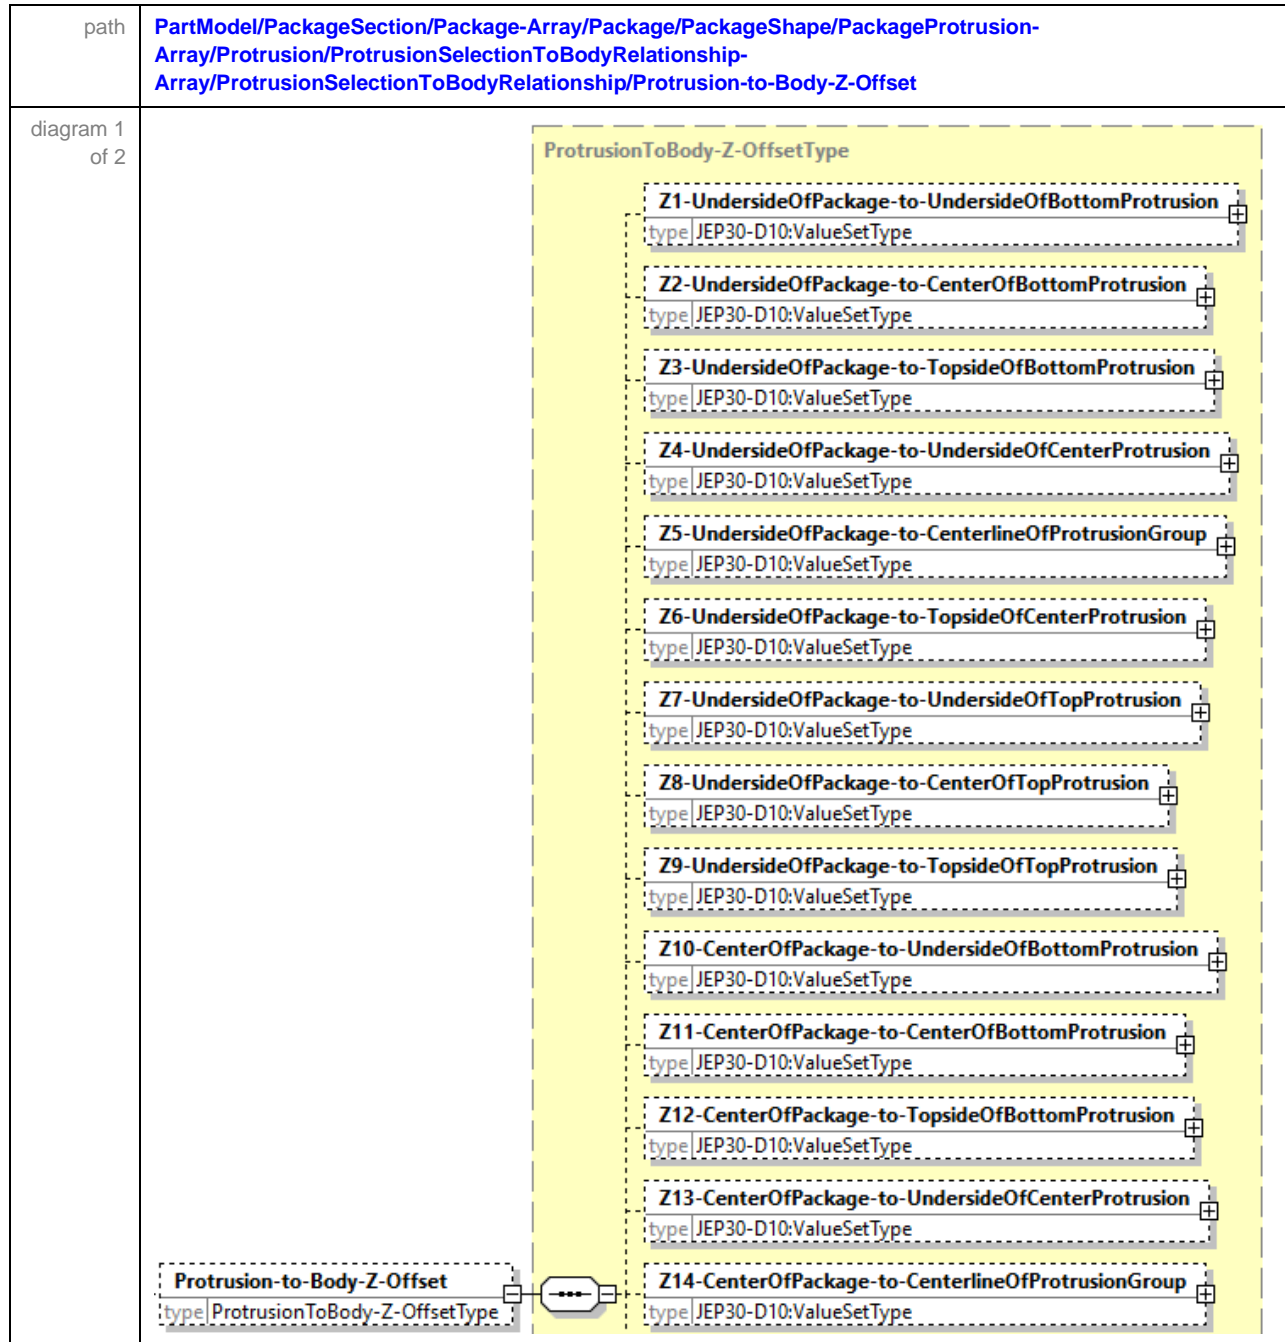 path
PartModel/PackageSection/Package-Array/Package/PackageShape/PackageProtrusion-
Array/Protrusion/ProtrusionSelectionToBodyRelationship-
Array/ProtrusionSelectionToBodyRelationship/Protrusion-to-Body-Z-Offset
diagram 1
of 2
ProtrusionToBody-Z-OffsetType
Z1-UndersideOfPackage-to-UndersideOfBottomProtrusion
type JEP30-D10:ValueSetType
Z2-UndersideOfPackage-to-CenterOfBottomProtrusion
type JEP30-D10:ValueSetType
Z3-UndersideOfPackage-to-TopsideOfBottomProtrusion
type JEP30-D10:ValueSetType
Z4-UndersideOfPackage-to-UndersideOfCenterProtrusion
type JEP30-D10:ValueSetType
Z5-UndersideOfPackage-to-CenterlineOfProtrusionGroup
type JEP30-D10:ValueSetType
Z6-UndersideOfPackage-to-TopsideOfCenterProtrusion
type JEP30-D10:ValueSetType
Z7-UndersideOfPackage-to-UndersideOfTopProtrusion
type JEP30-D10:ValueSetType
Z8-UndersideOfPackage-to-CenterOfTopProtrusion
type JEP30-D10:ValueSetType
Z9-UndersideOfPackage-to-TopsideOfTopProtrusion
type JEP30-D10:ValueSetType
Z10-CenterOfPackage-to-UndersideOfBottomProtrusion
type JEP30-D10:ValueSetType
Z11-CenterOfPackage-to-CenterOfBottomProtrusion
type JEP30-D10:ValueSetType
Z12-CenterOfPackage-to-TopsideOfBottomProtrusion
type JEP30-D10:ValueSetType
Z13-CenterOfPackage-to-UndersideOfCenterProtrusion
type JEP30-D10:ValueSetType
Protrusion-to-Body-Z-Offset
type ProtrusionToBody-Z-OffsetType
Z14-CenterOfPackage-to-CenterlineOfProtrusionGroup
type JEP30-D10:ValueSetType